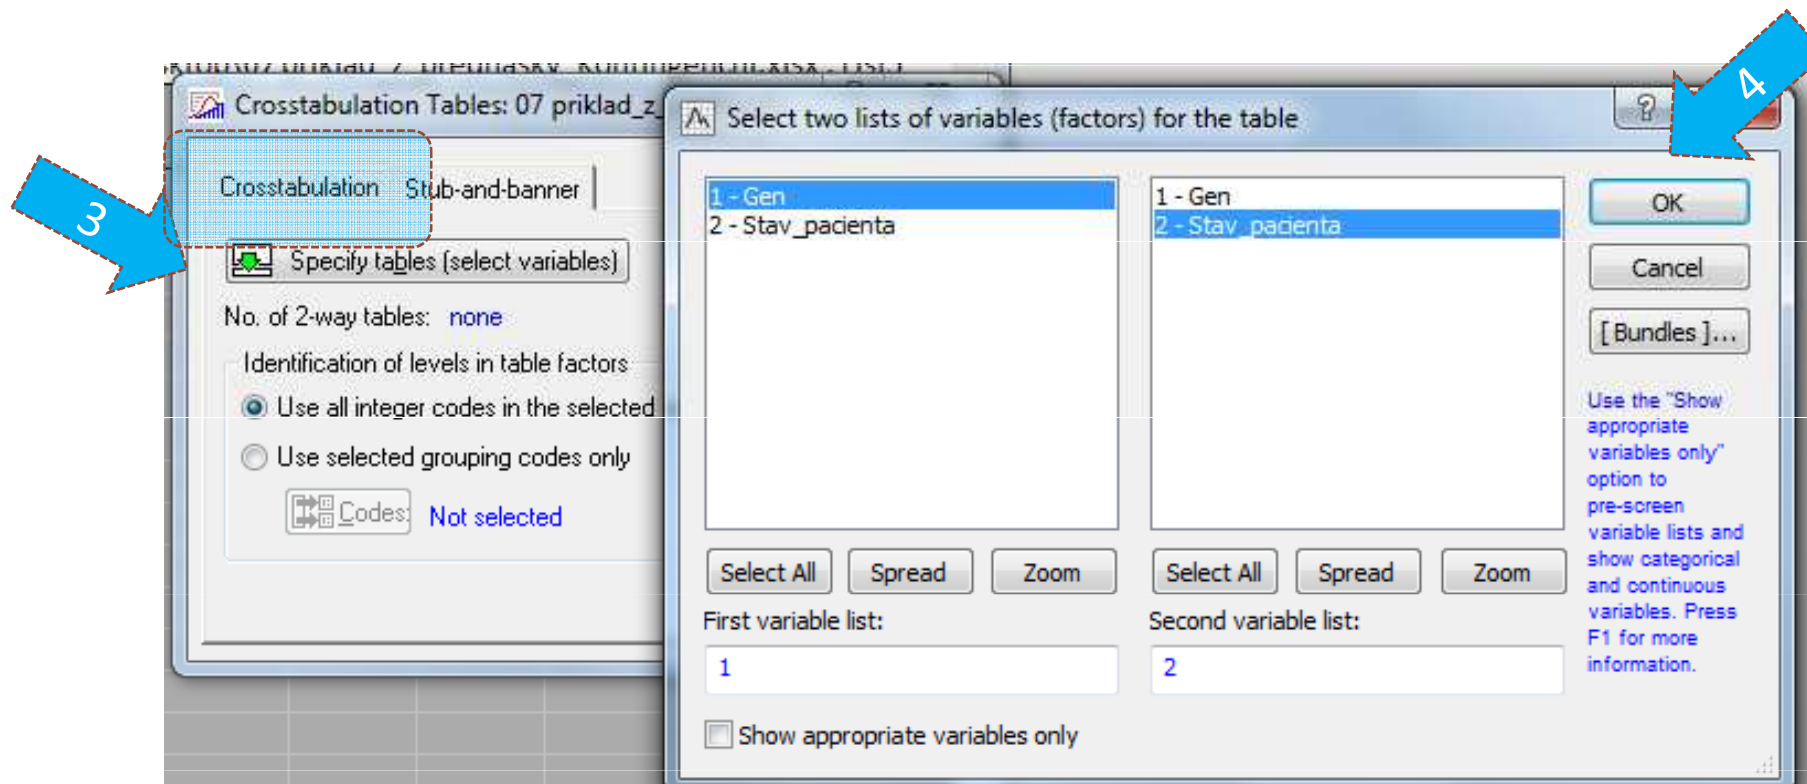 Crosstabulation Tables: 07 priklad_z_
3
Crosstabulation
Stub-and-banner
Specify tables (select variables)
No. of 2-way tables: none
Identification of levels in table factors
Use all integer codes in the selected
Use selected grouping codes only
Codes:
Not selected
Select two lists of variables (factors) for the table
?
4
1 - Gen
2 - Stav_pacienta
1 - Gen
2 - Stav_pacienta
OK
Cancel
[ Bundles ]...
Use the "Show
appropriate
variables only"
option to
pre-screen
variable lists and
show categorical
and continuous
variables. Press
F1 for more
information.
Select All
Spread
Zoom
Select All
Spread
Zoom
First variable list:
Second variable list:
1
2
Show appropriate variables only